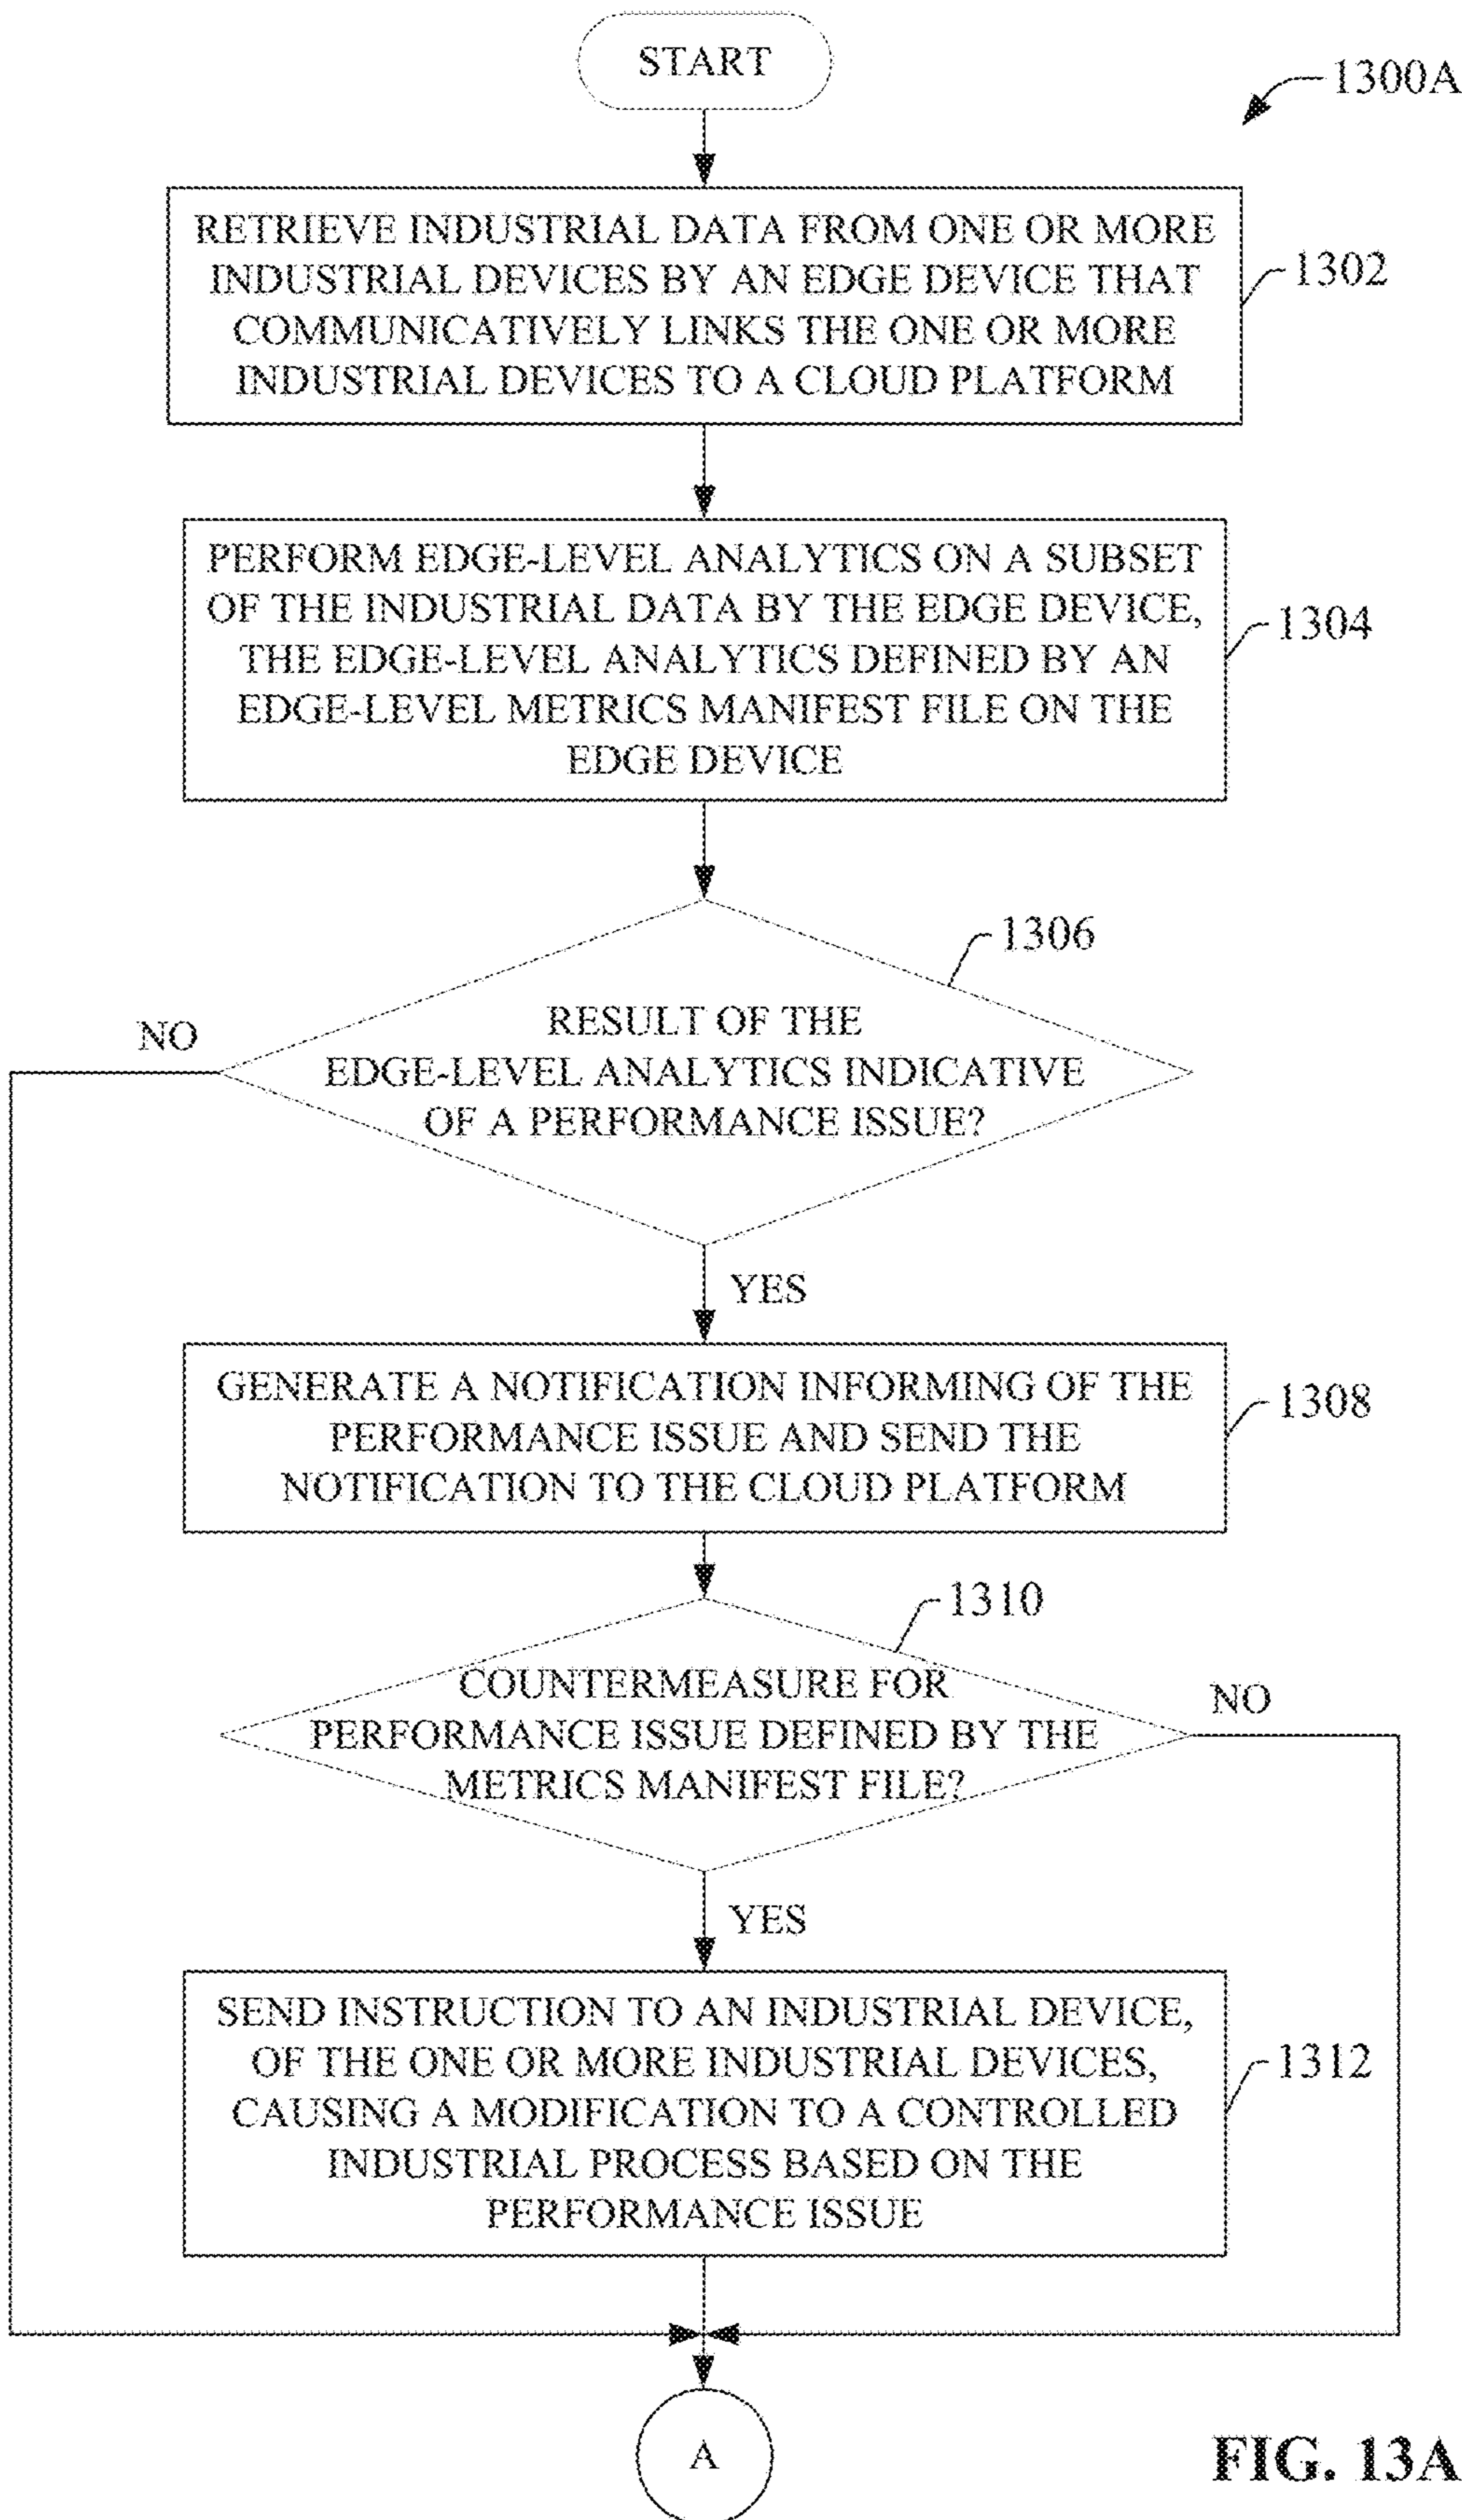 START
1300A
RETRIEVE INDUSTRIAL DATA FROM ONE OR MORE
INDUSTRIAL DEVICES BY AN EDGE DEVICE THAT
COMMUNICATIVELY LINKS THE ONE OR MORE
INDUSTRIAL DEVICES TO A CLOUD PLATFORM
1302
PERFORM EDGE-LEVEL ANALYTICS ON A SUBSET
OF THE INDUSTRIAL DATA BY THE EDGE DEVICE,
THE EDGE-LEVEL ANALYTICS DEFINED BY AN
EDGE-LEVEL METRICS MANIFEST FILE ON THE
EDGE DEVICE
1304
1306
RESULT OF THE
EDGE-LEVEL ANALYTICS INDICATIVE
OF A PERFORMANCE ISSUE?
NO
YES
GENERATE A NOTIFICATION INFORMING OF THE
PERFORMANCE ISSUE AND SEND THE
NOTIFICATION TO THE CLOUD PLATFORM
1308
1310
COUNTERMEASURE FOR
PERFORMANCE ISSUE DEFINED BY THE
METRICS MANIFEST FILE?
NO
YES
SEND INSTRUCTION TO AN INDUSTRIAL DEVICE,
OF THE ONE OR MORE INDUSTRIAL DEVICES,
CAUSING A MODIFICATION TO A CONTROLLED
INDUSTRIAL PROCESS BASED ON THE
PERFORMANCE ISSUE
1312
A
FIG. 13A